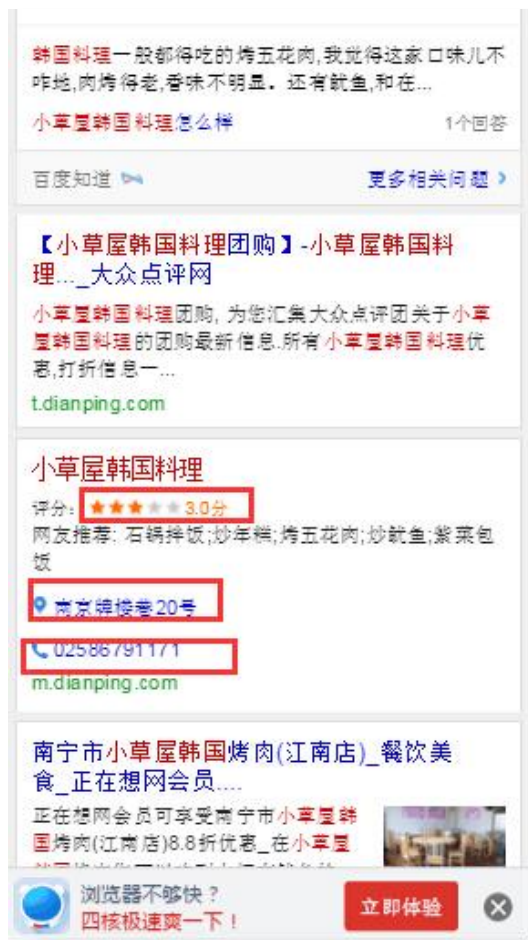 韩国料理一般都得吃的烤五花肉,我觉得这家口味儿不
咋地,肉烤得老,香味不明显。还有鱿鱼,和在...
小草屋韩国料理怎么样 1个回答
百度知道 更多相关问题
【小草屋韩国料理团购】-小草屋韩国料
理..._大众点评网
小草屋韩国料理团购, 为您汇集大众点评团关于小草
屋韩国料理的团购最新信息.所有小草屋韩国料理优
惠,打折信息一...
t.dianping.com
小草屋韩国料理
评分: 3.0分
网友推荐: 石锅拌饭;炒年糕;烤五花肉;炒鱿鱼;紫菜包
饭
南京牌楼巷20号
02586791171
m.dianping.com
南宁市小草屋韩国烤肉(江南店)_餐饮美
食_正在想网会员....
正在想网会员可享受南宁市小草屋韩
国烤肉(江南店)8.8折优惠_在小草屋
浏览器不够快?
四核极速爽一下!
立即体验